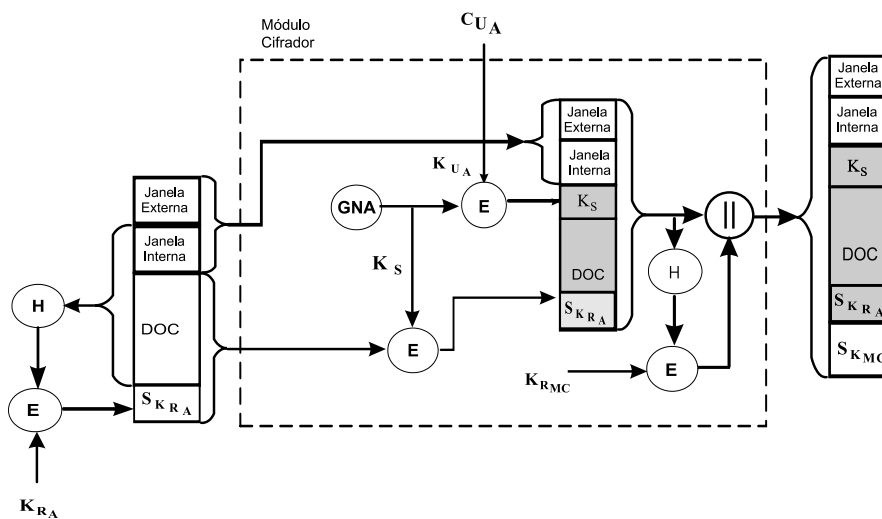 Módulo
Cifrador
C U A
Janela
Externa
Janela
Interna
DOC
S K R A
H
E
K R A
GNA
K S
K U A
E
E
Janela
Externa
Janela
Interna
K S
DOC
S K R A
H
E
K R MC
||
Janela
Externa
Janela
Interna
K S
DOC
S K R A
S K MC